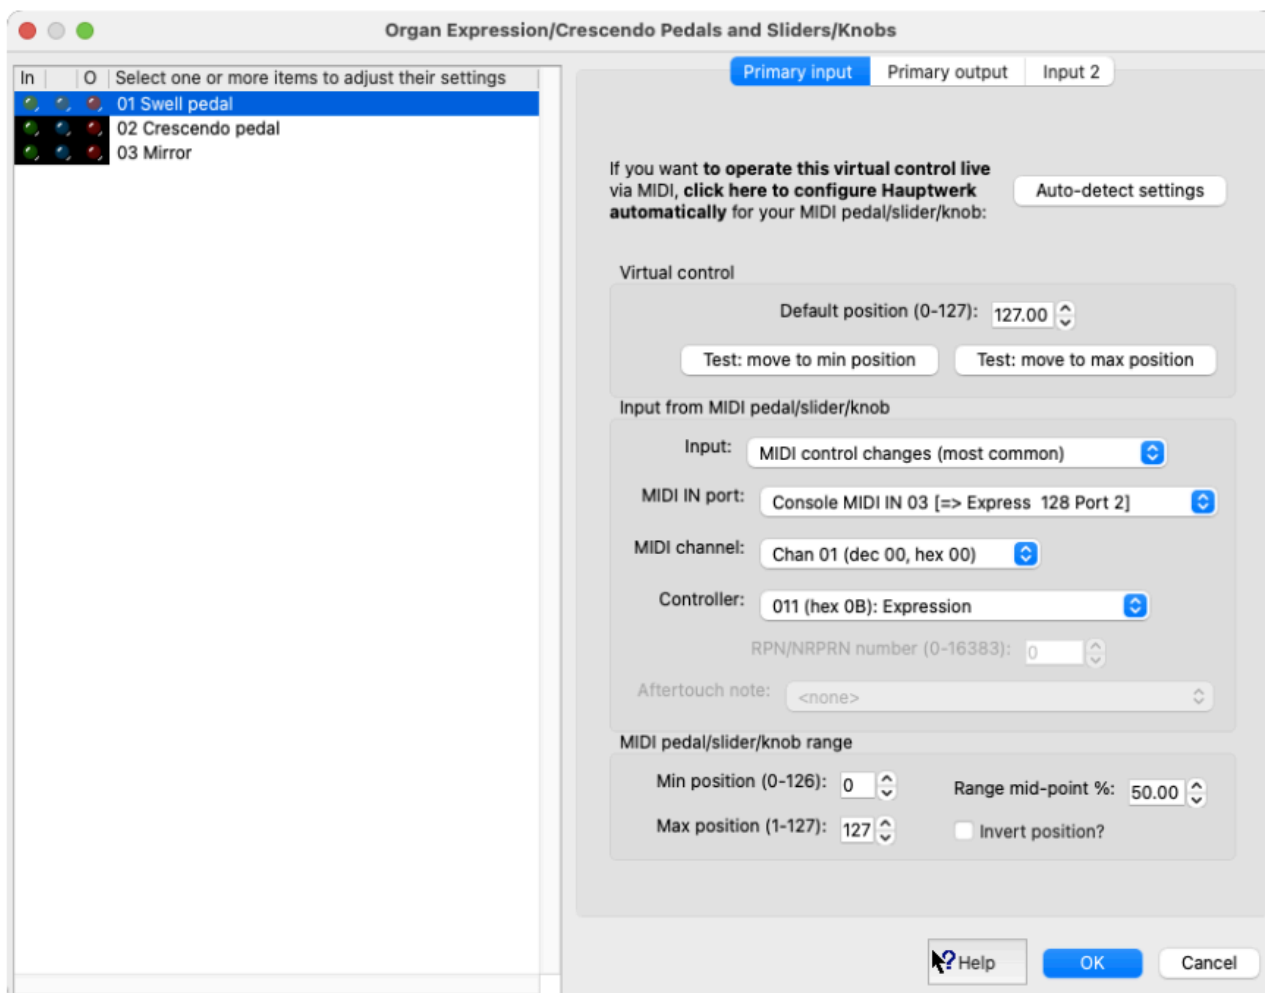 Organ Expression/Crescendo Pedals and Sliders/Knobs
In O Select one or more items to adjust their settings
01 Swell pedal
02 Crescendo pedal
03 Mirror
Primary input Primary output Input 2
If you want to operate this virtual control live
via MIDI, click here to configure Hauptwerk
automatically for your MIDI pedal/slider/knob:
Auto-detect settings
Virtual control
Default position (0-127): 127.00
Test: move to min position Test: move to max position
Input from MIDI pedal/slider/knob
Input: MIDI control changes (most common)
MIDI IN port: Console MIDI IN 03 [=> Express 128 Port 2]
MIDI channel: Chan 01 (dec 00, hex 00)
Controller: 011 (hex 0B): Expression
RPN/NRPRN number (0-16383): 0
Aftertouch note: <none>
MIDI pedal/slider/knob range
Min position (0-126): 0 Range mid-point %: 50.00
Max position (1-127): 127 Invert position?
Help OK Cancel